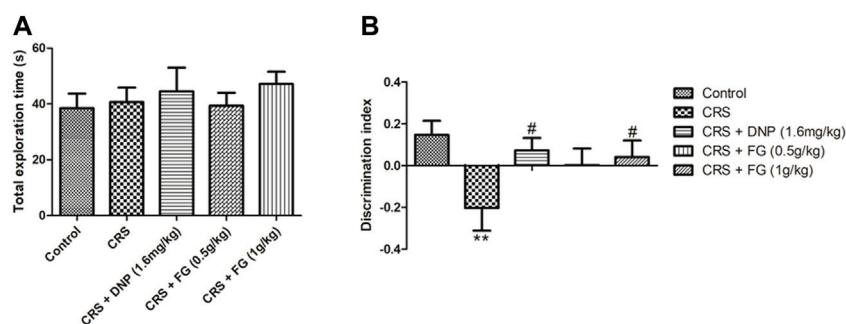 A
Total exploration time (s)
60
40
20
0
Control
CRS
CRS + DNP (1.6mg/kg)
CRS + FG (0.5g/kg)
CRS + FG (1g/kg)
B
Discrimination index
0.4
0.2
0.0
-0.2
-0.4
**
#
#
Control
CRS
CRS + DNP (1.6mg/kg)
CRS + FG (0.5g/kg)
CRS + FG (1g/kg)